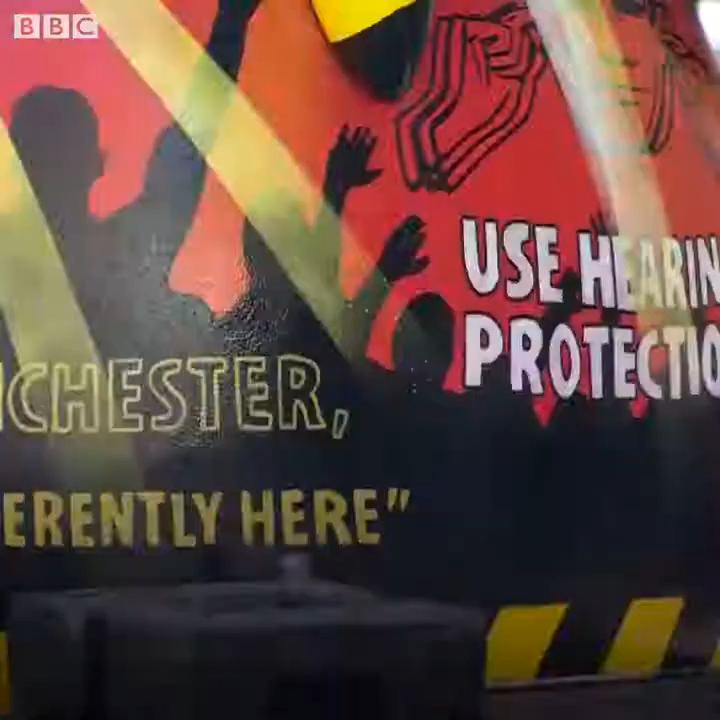 BBC
USE HEARIN
PROTECTIO
CHESTER,
ERENTLY HERE"